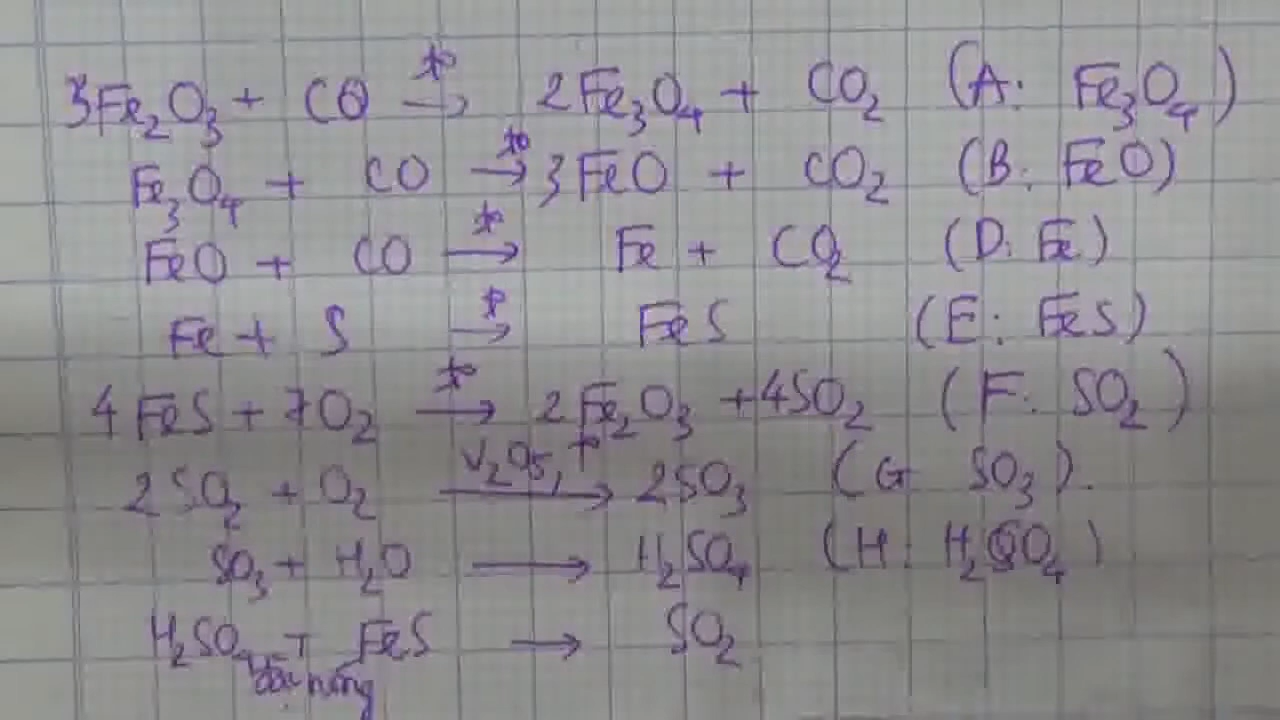 3Fe₂O₃ + CO →(t°) 2Fe₃O₄ + CO₂ (A: Fe₃O₄)
Fe₃O₄ + CO →(t°) 3FeO + CO₂ (B: FeO)
FeO + CO →(t°) Fe + CO₂ (D: Fe)
Fe + S →(t°) FeS (E: FeS)
4FeS + 7O₂ →(t°) 2Fe₂O₃ + 4SO₂ (F: SO₂)
2SO₂ + O₂ →(V₂O₅, t°) 2SO₃ (G SO₃).
SO₃ + H₂O → H₂SO₄ (H: H₂SO₄)
H₂SO₄ + FeS → SO₂
nóng